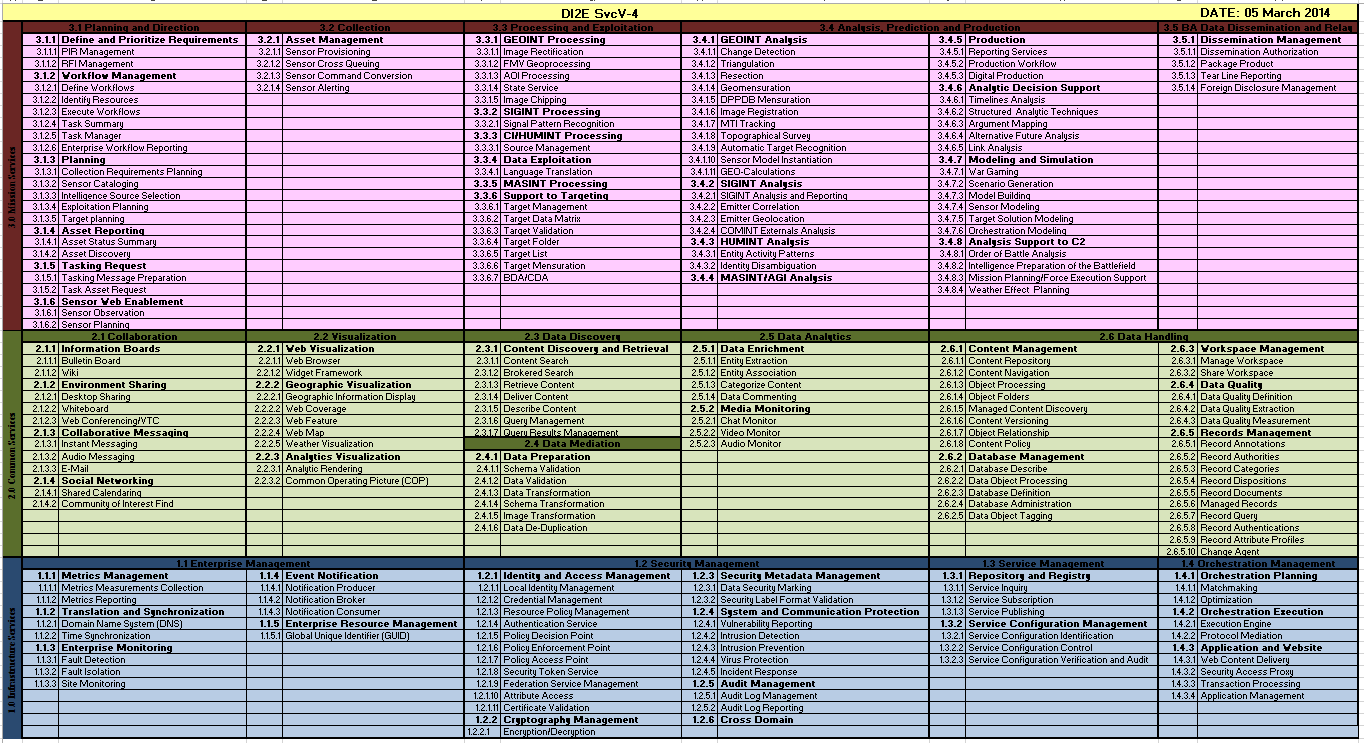 DI2E SvcV-4
DATE: 05 March 2014
3.0 Mission Services
3.1 Planning and Direction
3.1.1 Define and Prioritize Requirements
3.1.1.1 PIR Management
3.1.1.2 RFI Management
3.1.2 Workflow Management
3.1.2.1 Define Workflows
3.1.2.2 Identify Resources
3.1.2.3 Execute Workflows
3.1.2.4 Task Summary
3.1.2.5 Task Manager
3.1.2.6 Enterprise Workflow Reporting
3.1.3 Planning
3.1.3.1 Collection Requirements Planning
3.1.3.2 Sensor Cataloging
3.1.3.3 Intelligence Source Selection
3.1.3.4 Exploitation Planning
3.1.3.5 Target planning
3.1.4 Asset Reporting
3.1.4.1 Asset Status Summary
3.1.4.2 Asset Discovery
3.1.5 Tasking Request
3.1.5.1 Tasking Message Preparation
3.1.5.2 Task Asset Request
3.1.6 Sensor Web Enablement
3.1.6.1 Sensor Observation
3.1.6.2 Sensor Planning
3.2 Collection
3.2.1 Asset Management
3.2.1.1 Sensor Provisioning
3.2.1.2 Sensor Cross Queuing
3.2.1.3 Sensor Command Conversion
3.2.1.4 Sensor Alerting
3.3 Processing and Exploitation
3.3.1 GEOINT Processing
3.3.1.1 Image Rectification
3.3.1.2 FMV Geoprocessing
3.3.1.3 AOI Processing
3.3.1.4 State Service
3.3.1.5 Image Chipping
3.3.2 SIGINT Processing
3.3.2.1 Signal Pattern Recognition
3.3.3 CI/HUMINT Processing
3.3.3.1 Source Management
3.3.4 Data Exploitation
3.3.4.1 Language Translation
3.3.5 MASINT Processing
3.3.6 Support to Targeting
3.3.6.1 Target Management
3.3.6.2 Target Data Matrix
3.3.6.3 Target Validation
3.3.6.4 Target Folder
3.3.6.5 Target List
3.3.6.6 Target Mensuration
3.3.6.7 BDA/CDA
3.4 Analysis, Prediction and Production
3.4.1 GEOINT Analysis
3.4.1.1 Change Detection
3.4.1.2 Triangulation
3.4.1.3 Resection
3.4.1.4 Geomensuration
3.4.1.5 DPPDB Mensuration
3.4.1.6 Image Registration
3.4.1.7 MTI Tracking
3.4.1.8 Topographical Survey
3.4.1.9 Automatic Target Recognition
3.4.1.10 Sensor Model Instantiation
3.4.1.11 GEO-Calculations
3.4.2 SIGINT Analysis
3.4.2.1 SIGINT Analysis and Reporting
3.4.2.2 Emitter Correlation
3.4.2.3 Emitter Geolocation
3.4.2.4 COMINT Externals Analysis
3.4.3 HUMINT Analysis
3.4.3.1 Entity Activity Patterns
3.4.3.2 Identity Disambiguation
3.4.4 MASINT/AGI Analysis
3.4.5 Production
3.4.5.1 Reporting Services
3.4.5.2 Production Workflow
3.4.5.3 Digital Production
3.4.6 Analytic Decision Support
3.4.6.1 Timelines Analysis
3.4.6.2 Structured Analytic Techniques
3.4.6.3 Argument Mapping
3.4.6.4 Alternative Future Analysis
3.4.6.5 Link Analysis
3.4.7 Modeling and Simulation
3.4.7.1 War Gaming
3.4.7.2 Scenario Generation
3.4.7.3 Model Building
3.4.7.4 Sensor Modeling
3.4.7.5 Target Solution Modeling
3.4.7.6 Orchestration Modeling
3.4.8 Analysis Support to C2
3.4.8.1 Order of Battle Analysis
3.4.8.2 Intelligence Preparation of the Battlefield
3.4.8.3 Mission Planning/Force Execution Support
3.4.8.4 Weather Effect Planning
3.5 BA Data Dissemination and Relay
3.5.1 Dissemination Management
3.5.1.1 Dissemination Authorization
3.5.1.2 Package Product
3.5.1.3 Tear Line Reporting
3.5.1.4 Foreign Disclosure Management
2.0 Common Services
2.1 Collaboration
2.1.1 Information Boards
2.1.1.1 Bulletin Board
2.1.1.2 Wiki
2.1.2 Environment Sharing
2.1.2.1 Desktop Sharing
2.1.2.2 Whiteboard
2.1.2.3 Web Conferencing/VTC
2.1.3 Collaborative Messaging
2.1.3.1 Instant Messaging
2.1.3.2 Audio Messaging
2.1.3.3 E-Mail
2.1.4 Social Networking
2.1.4.1 Shared Calendaring
2.1.4.2 Community of Interest Find
2.2 Visualization
2.2.1 Web Visualization
2.2.1.1 Web Browser
2.2.1.2 Widget Framework
2.2.2 Geographic Visualization
2.2.2.1 Geographic Information Display
2.2.2.2 Web Coverage
2.2.2.3 Web Feature
2.2.2.4 Web Map
2.2.2.5 Weather Visualization
2.2.3 Analytics Visualization
2.2.3.1 Analytic Rendering
2.2.3.2 Common Operating Picture (COP)
2.3 Data Discovery
2.3.1 Content Discovery and Retrieval
2.3.1.1 Content Search
2.3.1.2 Brokered Search
2.3.1.3 Retrieve Content
2.3.1.4 Deliver Content
2.3.1.5 Describe Content
2.3.1.6 Query Management
2.3.1.7 Query Results Management
2.4 Data Mediation
2.4.1 Data Preparation
2.4.1.1 Schema Validation
2.4.1.2 Data Validation
2.4.1.3 Data Transformation
2.4.1.4 Schema Transformation
2.4.1.5 Image Transformation
2.4.1.6 Data De-Duplication
2.5 Data Analytics
2.5.1 Data Enrichment
2.5.1.1 Entity Extraction
2.5.1.2 Entity Association
2.5.1.3 Categorize Content
2.5.1.4 Data Commenting
2.5.2 Media Monitoring
2.5.2.1 Chat Monitor
2.5.2.2 Video Monitor
2.5.2.3 Audio Monitor
2.6 Data Handling
2.6.1 Content Management
2.6.1.1 Content Repository
2.6.1.2 Content Navigation
2.6.1.3 Object Processing
2.6.1.4 Object Folders
2.6.1.5 Managed Content Discovery
2.6.1.6 Content Versioning
2.6.1.7 Object Relationship
2.6.1.8 Content Policy
2.6.2 Database Management
2.6.2.1 Database Describe
2.6.2.2 Data Object Processing
2.6.2.3 Database Definition
2.6.2.4 Database Administration
2.6.2.5 Data Object Tagging
2.6.3 Workspace Management
2.6.3.1 Manage Workspace
2.6.3.2 Share Workspace
2.6.4 Data Quality
2.6.4.1 Data Quality Definition
2.6.4.2 Data Quality Extraction
2.6.4.3 Data Quality Measurement
2.6.5 Records Management
2.6.5.1 Record Annotations
2.6.5.2 Record Authorities
2.6.5.3 Record Categories
2.6.5.4 Record Dispositions
2.6.5.5 Record Documents
2.6.5.6 Managed Records
2.6.5.7 Record Query
2.6.5.8 Record Authentications
2.6.5.9 Record Attribute Profiles
2.6.5.10 Change Agent
1.0 Infrastructure Services
1.1 Enterprise Management
1.1.1 Metrics Management
1.1.1.1 Metrics Measurements Collection
1.1.1.2 Metrics Reporting
1.1.2 Translation and Synchronization
1.1.2.1 Domain Name System (DNS)
1.1.2.2 Time Synchronization
1.1.3 Enterprise Monitoring
1.1.3.1 Fault Detection
1.1.3.2 Fault Isolation
1.1.3.3 Site Monitoring
1.1.4 Event Notification
1.1.4.1 Notification Producer
1.1.4.2 Notification Broker
1.1.4.3 Notification Consumer
1.1.5 Enterprise Resource Management
1.1.5.1 Global Unique Identifier (GUID)
1.2 Security Management
1.2.1 Identity and Access Management
1.2.1.1 Local Identity Management
1.2.1.2 Credential Management
1.2.1.3 Resource Policy Management
1.2.1.4 Authentication Service
1.2.1.5 Policy Decision Point
1.2.1.6 Policy Enforcement Point
1.2.1.7 Policy Access Point
1.2.1.8 Security Token Service
1.2.1.9 Federation Service Management
1.2.1.10 Attribute Access
1.2.1.11 Certificate Validation
1.2.2 Cryptography Management
1.2.2.1 Encryption/Decryption
1.2.3 Security Metadata Management
1.2.3.1 Data Security Marking
1.2.3.2 Security Label Format Validation
1.2.4 System and Communication Protection
1.2.4.1 Vulnerability Reporting
1.2.4.2 Intrusion Detection
1.2.4.3 Intrusion Prevention
1.2.4.4 Virus Protection
1.2.4.5 Incident Response
1.2.5 Audit Management
1.2.5.1 Audit Log Management
1.2.5.2 Audit Log Reporting
1.2.6 Cross Domain
1.3 Service Management
1.3.1 Repository and Registry
1.3.1.1 Service Inquiry
1.3.1.2 Service Subscription
1.3.1.3 Service Publishing
1.3.2 Service Configuration Management
1.3.2.1 Service Configuration Identification
1.3.2.2 Service Configuration Control
1.3.2.3 Service Configuration Verification and Audit
1.4 Orchestration Management
1.4.1 Orchestration Planning
1.4.1.1 Matchmaking
1.4.1.2 Optimization
1.4.2 Orchestration Execution
1.4.2.1 Execution Engine
1.4.2.2 Protocol Mediation
1.4.3 Application and Website
1.4.3.1 Web Content Delivery
1.4.3.2 Security Access Proxy
1.4.3.3 Transaction Processing
1.4.3.4 Application Management